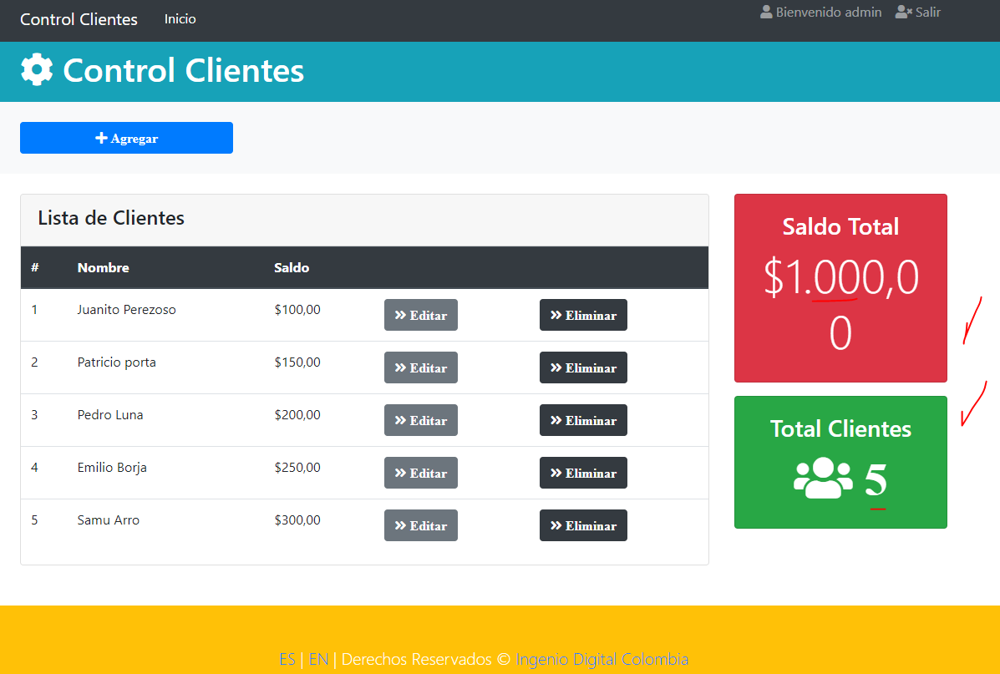 Control Clientes Inicio Bienvenido admin Salir
Control Clientes
Agregar
Lista de Clientes
# Nombre Saldo
1 Juanito Perezoso $100,00 Editar Eliminar
2 Patricio porta $150,00 Editar Eliminar
3 Pedro Luna $200,00 Editar Eliminar
4 Emilio Borja $250,00 Editar Eliminar
5 Samu Arro $300,00 Editar Eliminar
Saldo Total
$1.000,0
0
Total Clientes
5
ES | EN | Derechos Reservados © Ingenio Digital Colombia